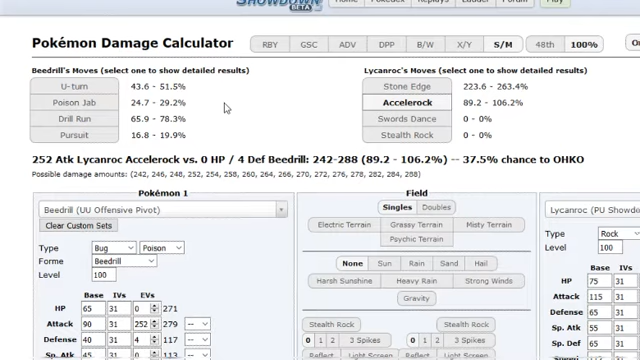 SHOWDOWN
BETA
Home Pokédex Replays Ladder Forum Play
Pokémon Damage Calculator
RBY GSC ADV DPP B/W X/Y S/M 48th 100%
Beedrill's Moves (select one to show detailed results)
U-turn 43.6 - 51.5%
Poison Jab 24.7 - 29.2%
Drill Run 65.9 - 78.3%
Pursuit 16.8 - 19.9%
Lycanroc's Moves (select one to show detailed results)
Stone Edge 223.6 - 263.4%
Accelerock 89.2 - 106.2%
Swords Dance 0 - 0%
Stealth Rock 0 - 0%
252 Atk Lycanroc Accelerock vs. 0 HP / 4 Def Beedrill: 242-288 (89.2 - 106.2%) -- 37.5% chance to OHKO
Possible damage amounts: (242, 246, 248, 252, 254, 258, 260, 264, 266, 270, 272, 276, 278, 282, 284, 288)
Pokémon 1
Beedrill (UU Offensive Pivot)
Clear Custom Sets
Type Bug Poison
Forme Beedrill
Level 100
Base IVs EVs
HP 65 31 0 271
Attack 90 31 252 279 --
Defense 40 31 4 117 --
Sp. Atk 45 31 0 113 --
Field
Singles Doubles
Electric Terrain Grassy Terrain Misty Terrain
Psychic Terrain
None Sun Rain Sand Hail
Harsh Sunshine Heavy Rain Strong Winds
Gravity
Stealth Rock Stealth Rock
0 1 2 3 Spikes 0 1 2 3 Spikes
Reflect Light Screen Reflect Light Screen
Lycanroc (PU Showdo
Type Rock
Level 100
Base IVs
HP 75 31
Attack 115 31
Defense 65 31
Sp. Atk 55 31
Sp. Def 65 31